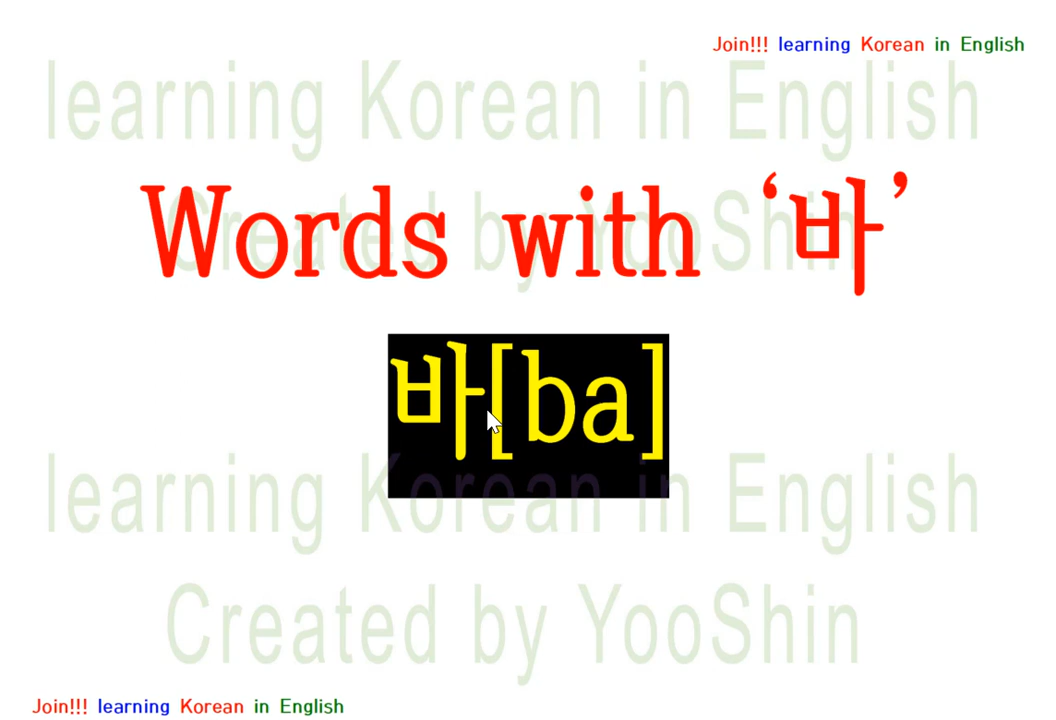 Join!!! learning Korean in English
learning Korean in English
Words with ‘바’
Created by YooShin
바[ba]
learning Korean in English
Created by YooShin
Join!!! learning Korean in English